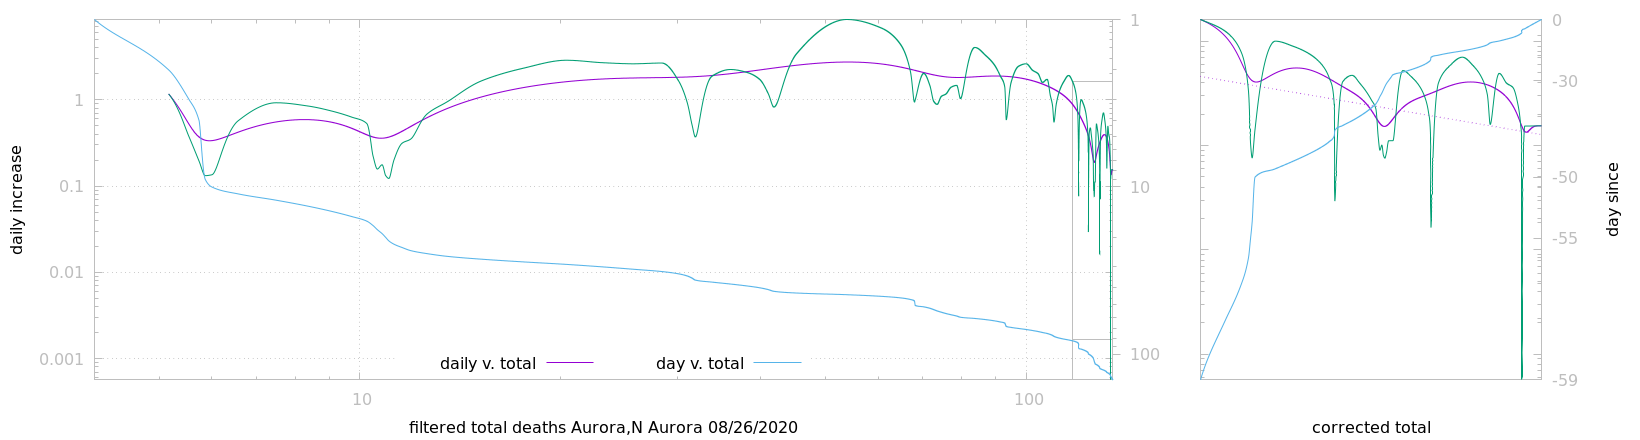 daily increase
1
0.1
0.01
0.001
10
100
1
10
100
daily v. total
day v. total
filtered total deaths Aurora,N Aurora 08/26/2020
0
-30
-50
-55
-59
day since
corrected total